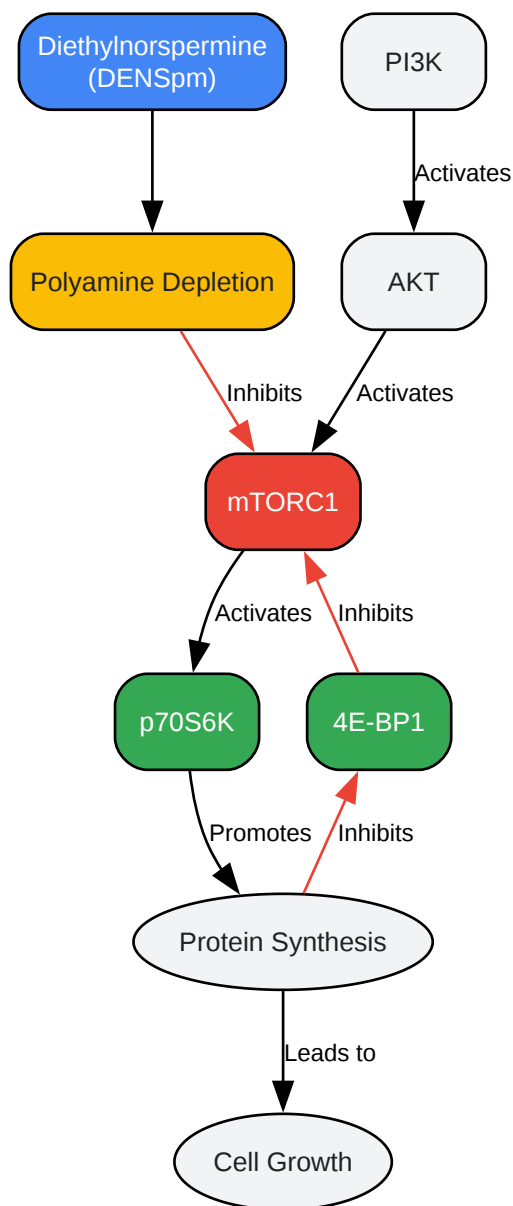 Diethylnorspermine
(DENSpm)
PI3K
Activates
Polyamine Depletion
AKT
Inhibits
Activates
mTORC1
Activates
Inhibits
p70S6K
4E-BP1
Promotes
Inhibits
Protein Synthesis
Leads to
Cell Growth